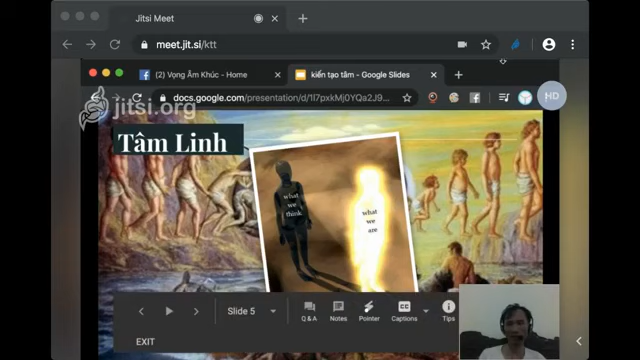 Jitsi Meet
meet.jit.si/ktt
(2) Vọng Âm Khúc - Home
kiến tạo tâm - Google Slides
docs.google.com/presentation/d/1I7pxkMj0YQa2J9...
HD
jitsi.org
Tâm Linh
what
we
think
what
we
are
Slide 5
Q & A
Notes
Pointer
Captions
Tips
EXIT